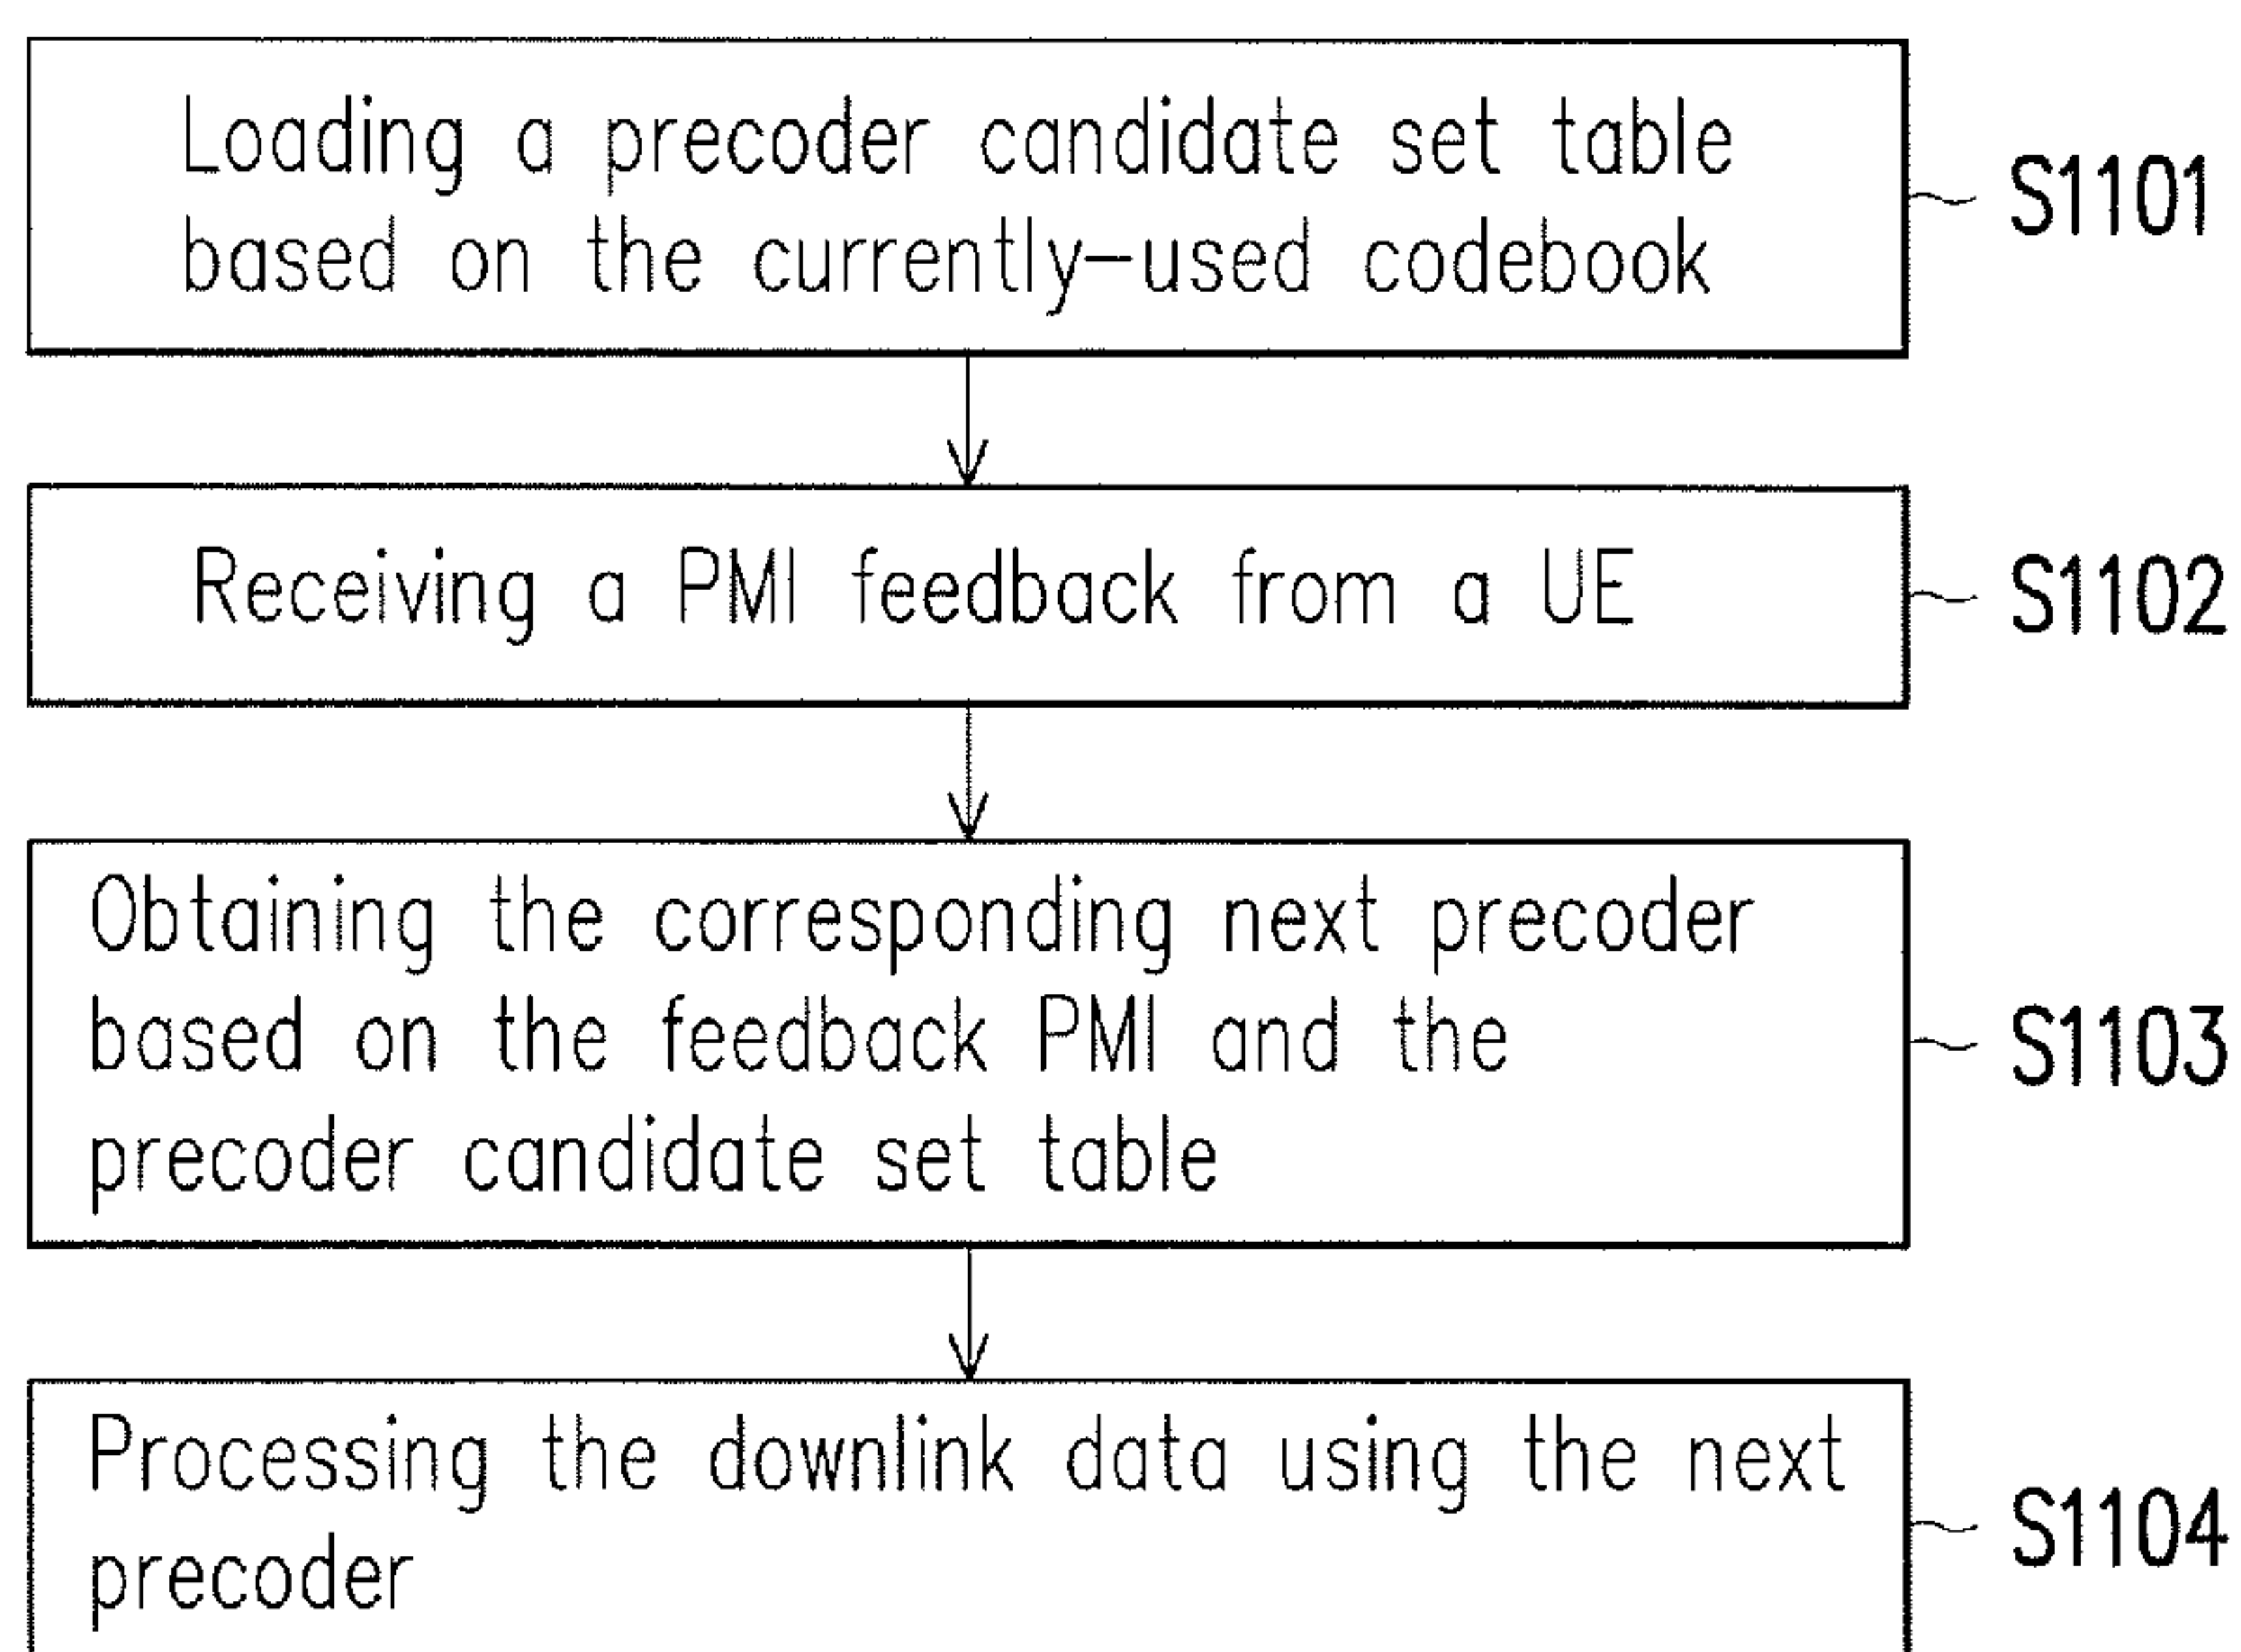 Loading a precoder candidate set table
based on the currently-used codebook
S1101
Receiving a PMI feedback from a UE
S1102
Obtaining the corresponding next precoder
based on the feedback PMI and the
precoder candidate set table
S1103
Processing the downlink data using the next
precoder
S1104